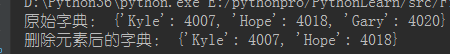 D:\Python36\python.exe E:/pythonpro/PythonLearn/src/F
原始字典: {'Kyle': 4007, 'Hope': 4018, 'Gary': 4020}
删除元素后的字典: {'Kyle': 4007, 'Hope': 4018}